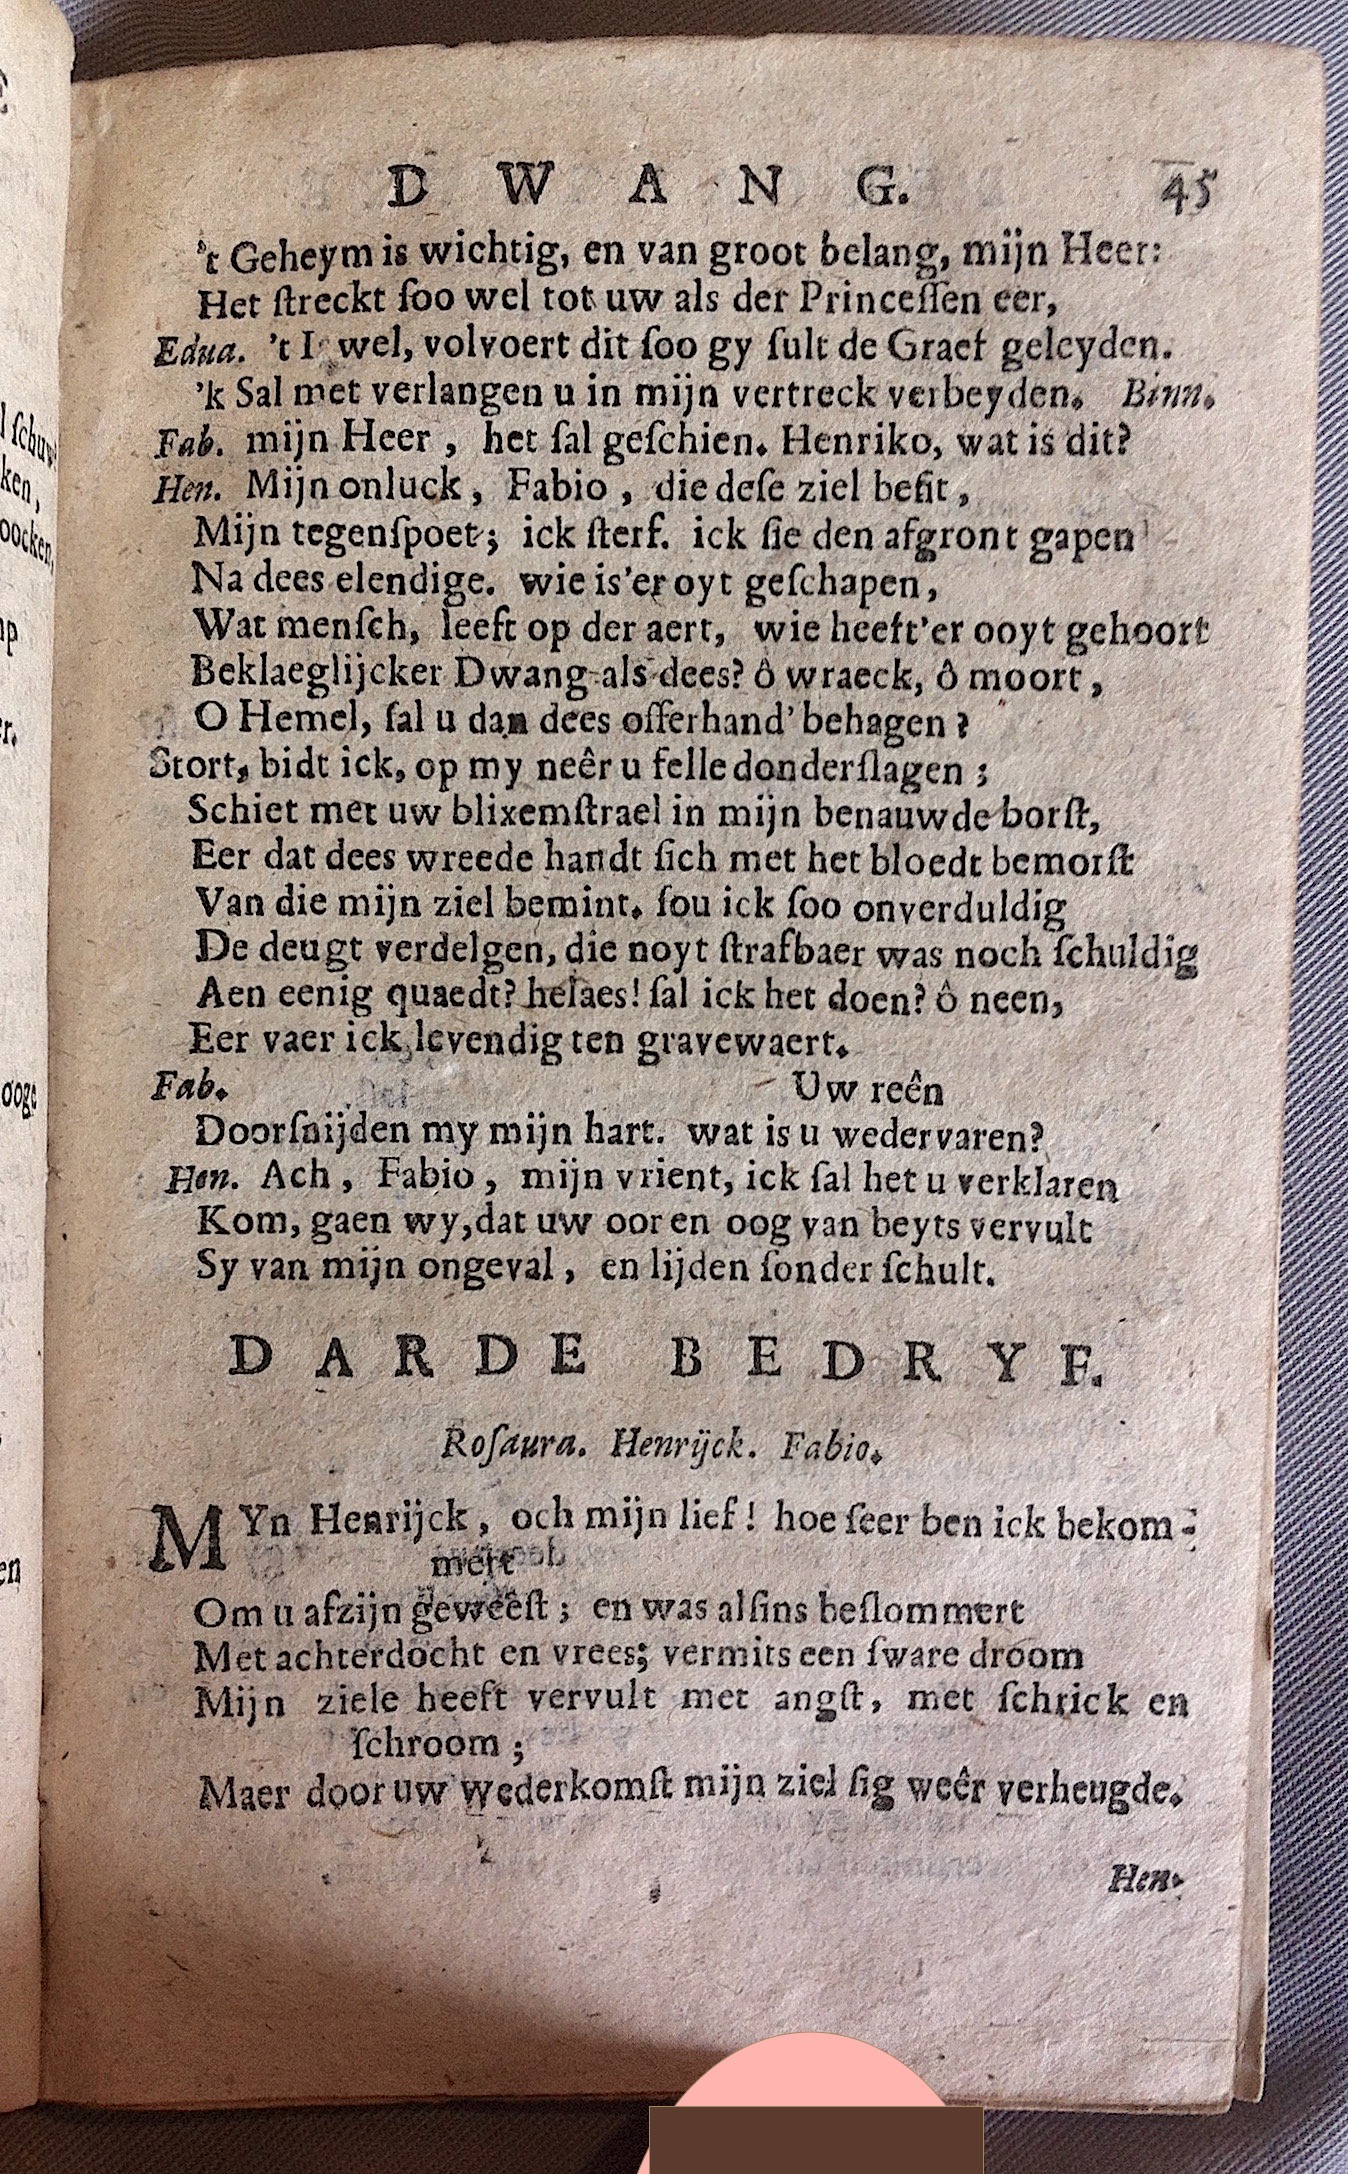 DWANG. 45
't Geheym is wichtig, en van groot belang, mijn Heer:
Het ſtreckt ſoo wel tot uw als der Princeſſen eer,
Edua. 't I wel, volvoert dit ſoo gy ſult de Graef geleyden.
'k Sal met verlangen u in mijn vertreck verbeyden. Binn.
Fab. mijn Heer, het ſal geſchien. Henriko, wat is dit?
Hen. Mijn onluck, Fabio, die deſe ziel beſit,
Mijn tegenſpoet; ick ſterf. ick ſie den afgront gapen
Na dees elendige. wie is'er oyt geſchapen,
Wat menſch, leeft op der aert, wie heeft'er ooyt gehoort
Beklaeglijcker Dwang als dees? ô wraeck, ô moort,
O Hemel, ſal u dan dees offerhand' behagen?
Stort, bidt ick, op my neêr u felle donderſlagen;
Schiet met uw blixemſtrael in mijn benauwde borſt,
Eer dat dees wreede handt ſich met het bloedt bemorſt
Van die mijn ziel bemint. ſou ick ſoo onverduldig
De deugt verdelgen, die noyt ſtrafbaer was noch ſchuldig
Aen eenig quaedt? helaes! ſal ick het doen? ô neen,
Eer vaer ick levendig ten gravewaert.
Fab. Uw reên
Doorſnijden my mijn hart. wat is u wedervaren?
Hen. Ach, Fabio, mijn vrient, ick ſal het u verklaren
Kom, gaen wy, dat uw oor en oog van beyts vervult
Sy van mijn ongeval, en lijden ſonder ſchult.
DARDE BEDRYF.
Roſaura. Henrijck. Fabio.
MYn Henrijck, och mijn lief! hoe ſeer ben ick bekom-
mert
Om u afzijn geweêſt; en was alſins beſlommert
Met achterdocht en vrees; vermits een ſware droom
Mijn ziele heeft vervult met angſt, met ſchrick en
ſchroom;
Maer door uw wederkomſt mijn ziel ſig weêr verheugde.
Hen.
ſchuw
ken,
oocken,
er.
ooge
en